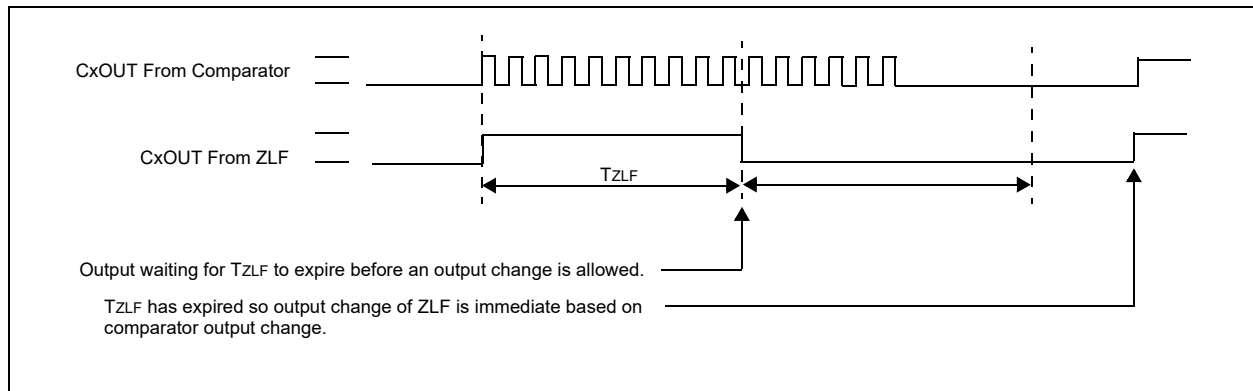 CxOUT From Comparator
CxOUT From ZLF
TZLF
Output waiting for TZLF to expire before an output change is allowed.
TZLF has expired so output change of ZLF is immediate based on
comparator output change.